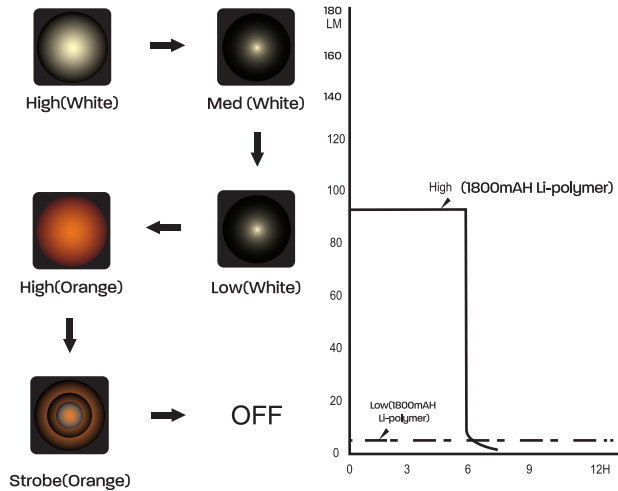 High(White)
Med (White)
High(Orange)
Low(White)
Strobe(Orange)
OFF
180
LM
160
140
120
100
80
60
40
20
0
High (1800mAH Li-polymer)
Low(1800mAH
Li-polymer)
0 3 6 9 12H